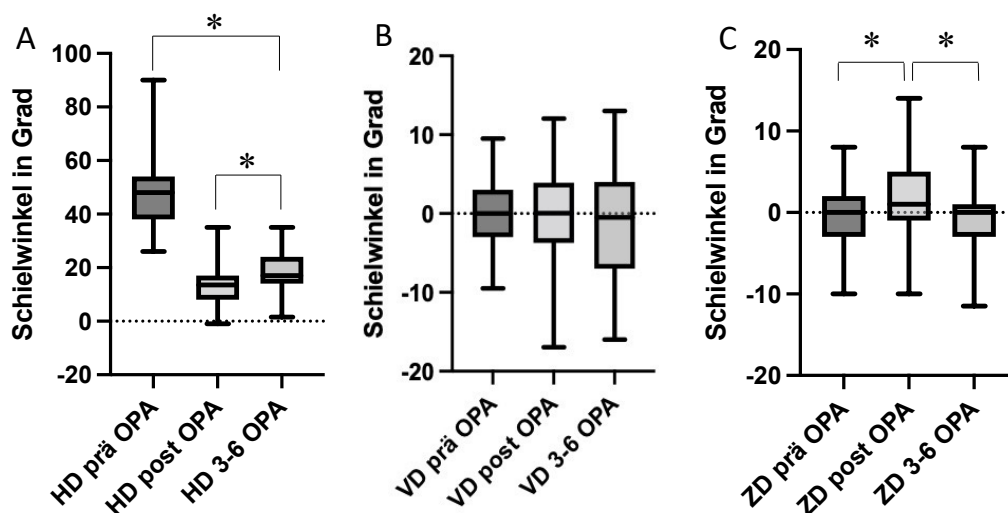 A
Schielwinkel in Grad
100
80
60
40
20
0
-20
*
*
HD prä OPA
HD post OPA
HD 3-6 OPA
B
Schielwinkel in Grad
20
10
0
-10
-20
VD prä OPA
VD post OPA
VD 3-6 OPA
C
Schielwinkel in Grad
20
10
0
-10
-20
*
*
ZD prä OPA
ZD post OPA
ZD 3-6 OPA